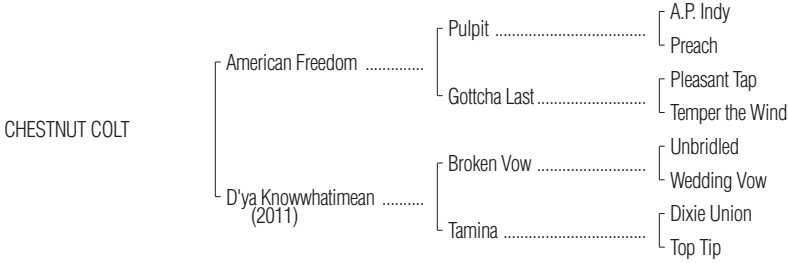 CHESTNUT COLT
American Freedom ..............
D'ya Knowwhatimean ..........
(2011)
Pulpit ....................................
Gottcha Last..........................
Broken Vow ..........................
Tamina ..................................
A.P. Indy
Preach
Pleasant Tap
Temper the Wind
Unbridled
Wedding Vow
Dixie Union
Top Tip